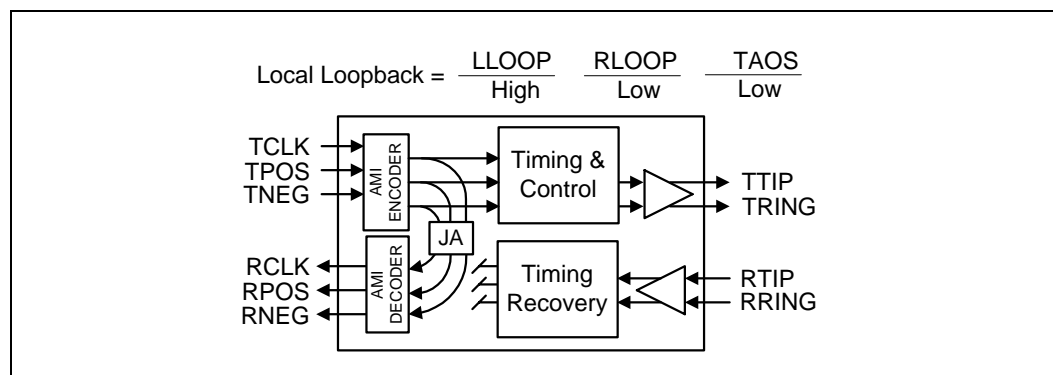 Local Loopback = LLOOP RLOOP TAOS
High Low Low
TCLK
TPOS
TNEG
AMI
ENCODER
Timing &
Control
TTIP
TRING
JA
RCLK
RPOS
RNEG
AMI
DECODER
Timing
Recovery
RTIP
RRING